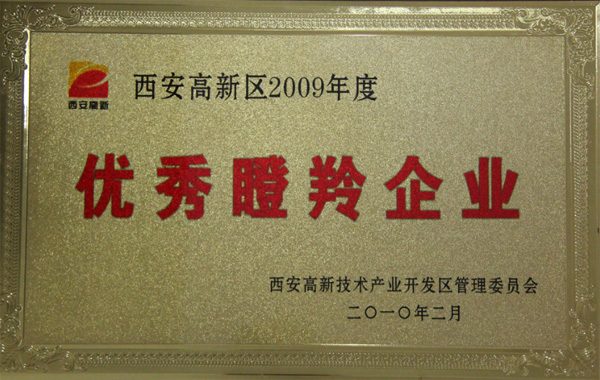 西安高新
西安高新区2009年度
优秀瞪羚企业
西安高新技术产业开发区管理委员会
二〇一〇年二月